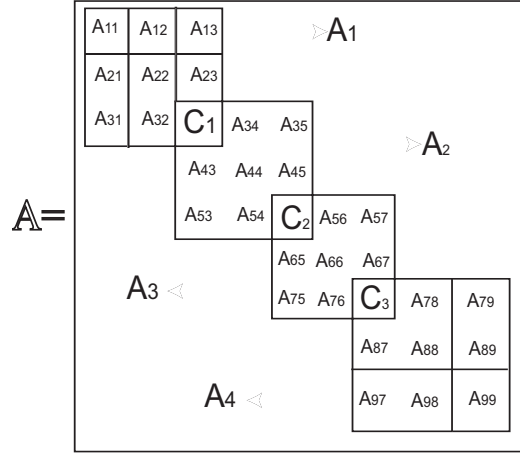 A11 A12 A13
A1
A21 A22 A23
A31 A32 C1 A34 A35
A2
A43 A44 A45
A53 A54 C2 A56 A57
𝔸=
A65 A66 A67
A3
A75 A76 C3 A78 A79
A87 A88 A89
A4
A97 A98 A99